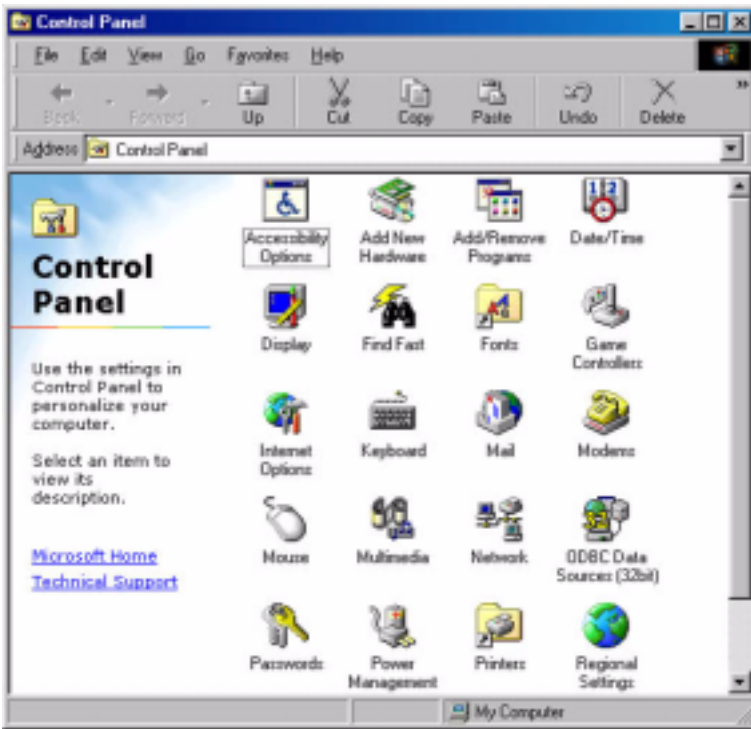 Control Panel
File Edit View Go Favorites Help
Back Forward Up Cut Copy Paste Undo Delete »
Address Control Panel
Control
Panel
Use the settings in
Control Panel to
personalize your
computer.
Select an item to
view its
description.
Microsoft Home
Technical Support
Accessibility
Options
Add New
Hardware
Add/Remove
Programs
Date/Time
Display
Find Fast
Fonts
Game
Controllers
Internet
Options
Keyboard
Mail
Modems
Mouse
Multimedia
Network
ODBC Data
Sources (32bit)
Passwords
Power
Management
Printers
Regional
Settings
My Computer